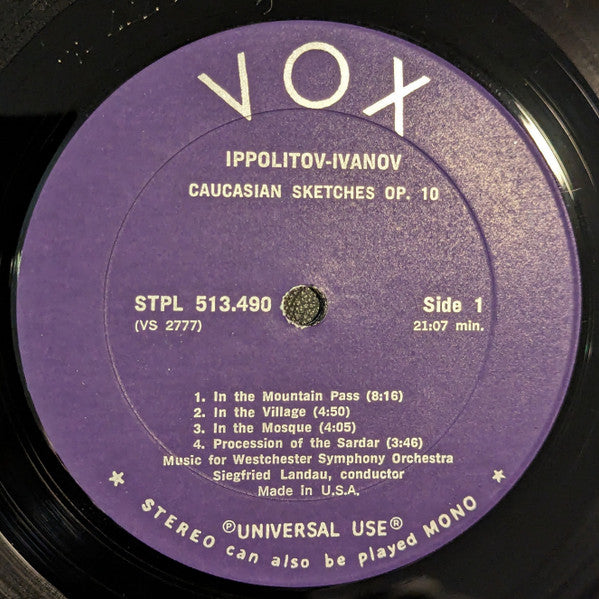 VOX
IPPOLITOV-IVANOV
CAUCASIAN SKETCHES OP. 10
STPL 513.490
(VS 2777)
Side 1
21:07 min.
1. In the Mountain Pass (8:16)
2. In the Village (4:50)
3. In the Mosque (4:05)
4. Procession of the Sardar (3:46)
Music for Westchester Symphony Orchestra
Siegfried Landau, conductor
Made in U.S.A.
℗UNIVERSAL USE®
★ STEREO can also be played MONO ★